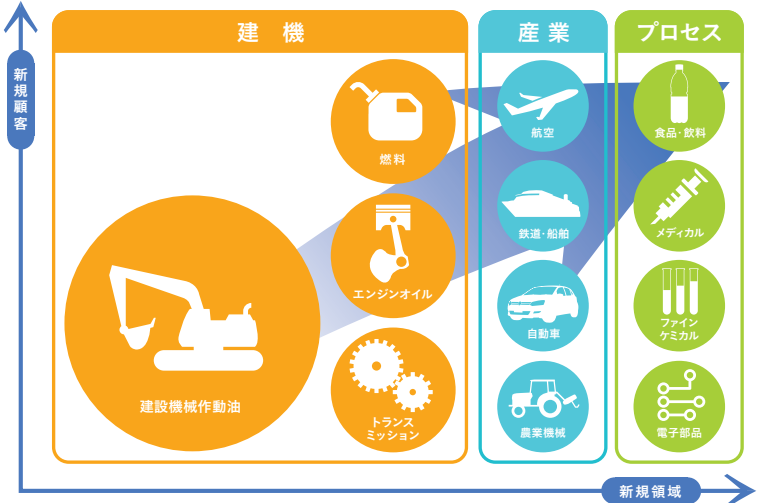 新規顧客
建機
燃料
エンジンオイル
建設機械作動油
トランス
ミッション
産業
航空
鉄道・船舶
自動車
農業機械
プロセス
食品・飲料
メディカル
ファイン
ケミカル
電子部品
新規領域